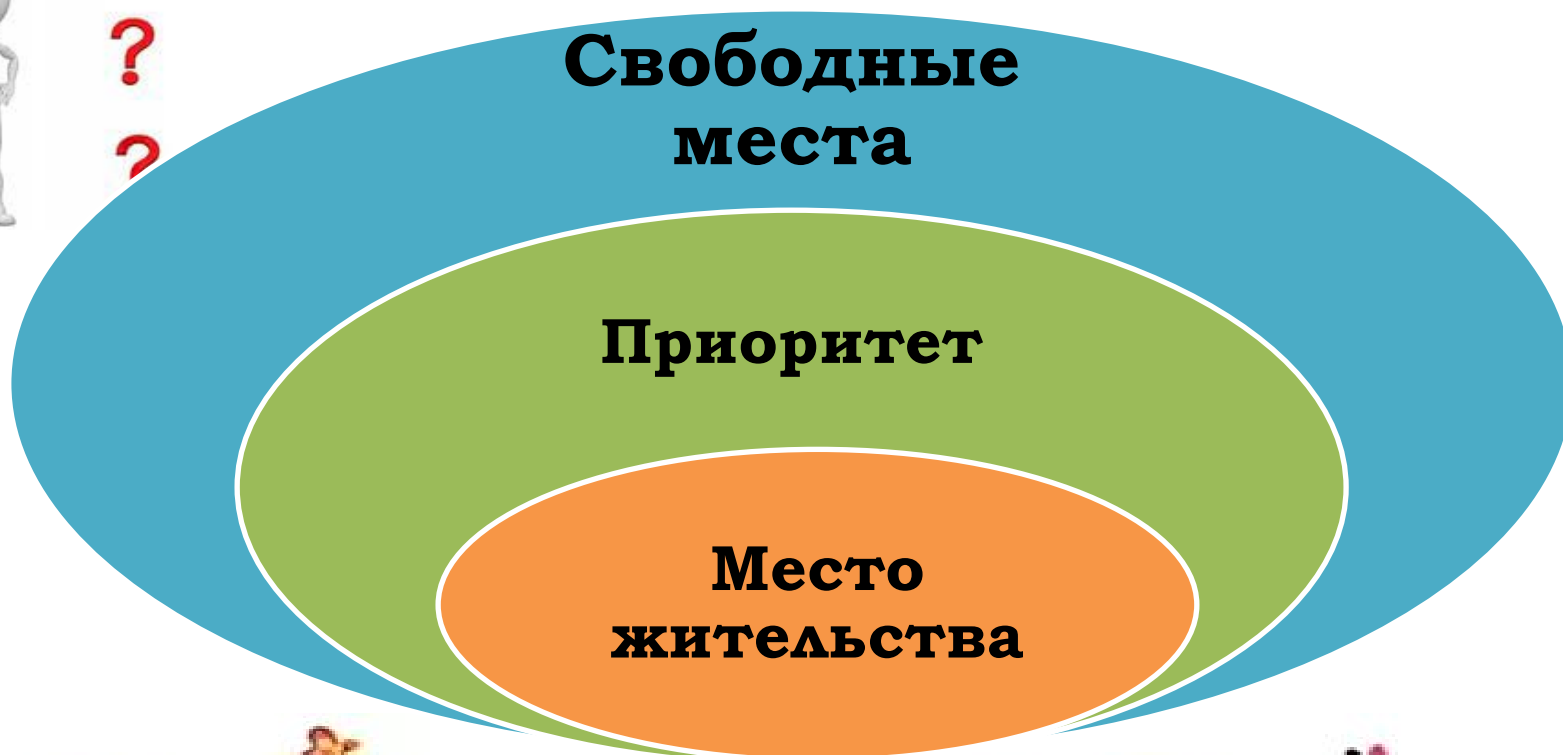 ?
?
Свободные
места
Приоритет
Место
жительства